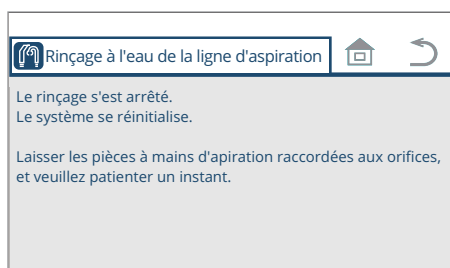 Rinçage à l'eau de la ligne d'aspiration
Le rinçage s'est arrêté.
Le système se réinitialise.
Laisser les pièces à mains d'apiration raccordées aux orifices,
et veuillez patienter un instant.